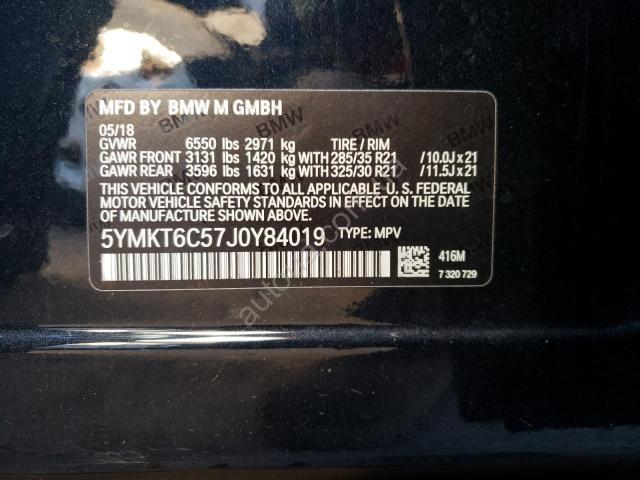 MFD BY BMW M GMBH
05/18
GVWR 6550 lbs 2971 kg TIRE / RIM
GAWR FRONT 3131 lbs 1420 kg WITH 285/35 R21 /10.0J x 21
GAWR REAR 3596 lbs 1631 kg WITH 325/30 R21 /11.5J x 21
THIS VEHICLE CONFORMS TO ALL APPLICABLE U. S. FEDERAL
MOTOR VEHICLE SAFETY STANDARDS IN EFFECT ON THE DATE
OF MANUFACTURE SHOWN ABOVE.
5YMKT6C57J0Y84019 TYPE: MPV
416M
7 320 729